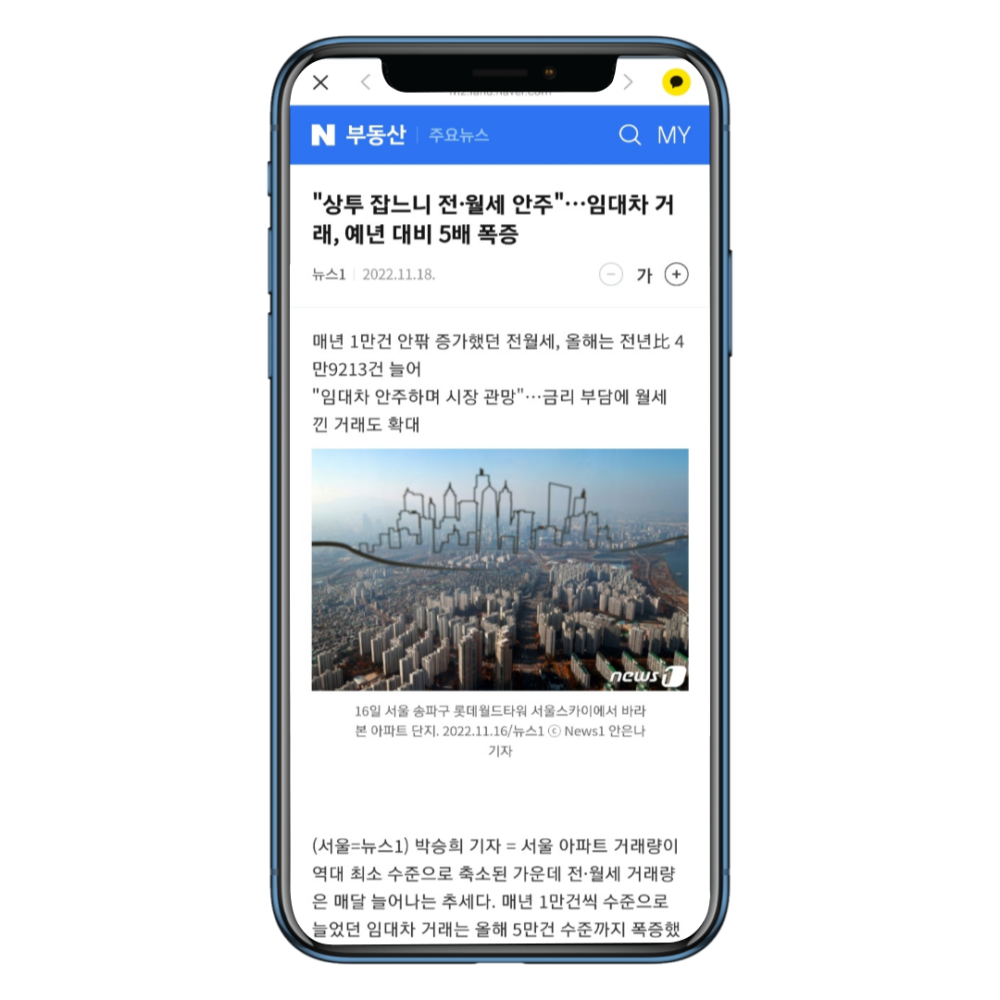 m2.land.naver.com
N 부동산 주요뉴스 MY
"상투 잡느니 전·월세 안주"…임대차 거
래, 예년 대비 5배 폭증
뉴스1 2022.11.18.
가
매년 1만건 안팎 증가했던 전월세, 올해는 전년比 4
만9213건 늘어
"임대차 안주하며 시장 관망"…금리 부담에 월세
낀 거래도 확대
news1
16일 서울 송파구 롯데월드타워 서울스카이에서 바라
본 아파트 단지. 2022.11.16/뉴스1 ⓒ News1 안은나
기자
(서울=뉴스1) 박승희 기자 = 서울 아파트 거래량이
역대 최소 수준으로 축소된 가운데 전·월세 거래량
은 매달 늘어나는 추세다. 매년 1만건씩 수준으로
늘었던 임대차 거래는 올해 5만건 수준까지 폭증했